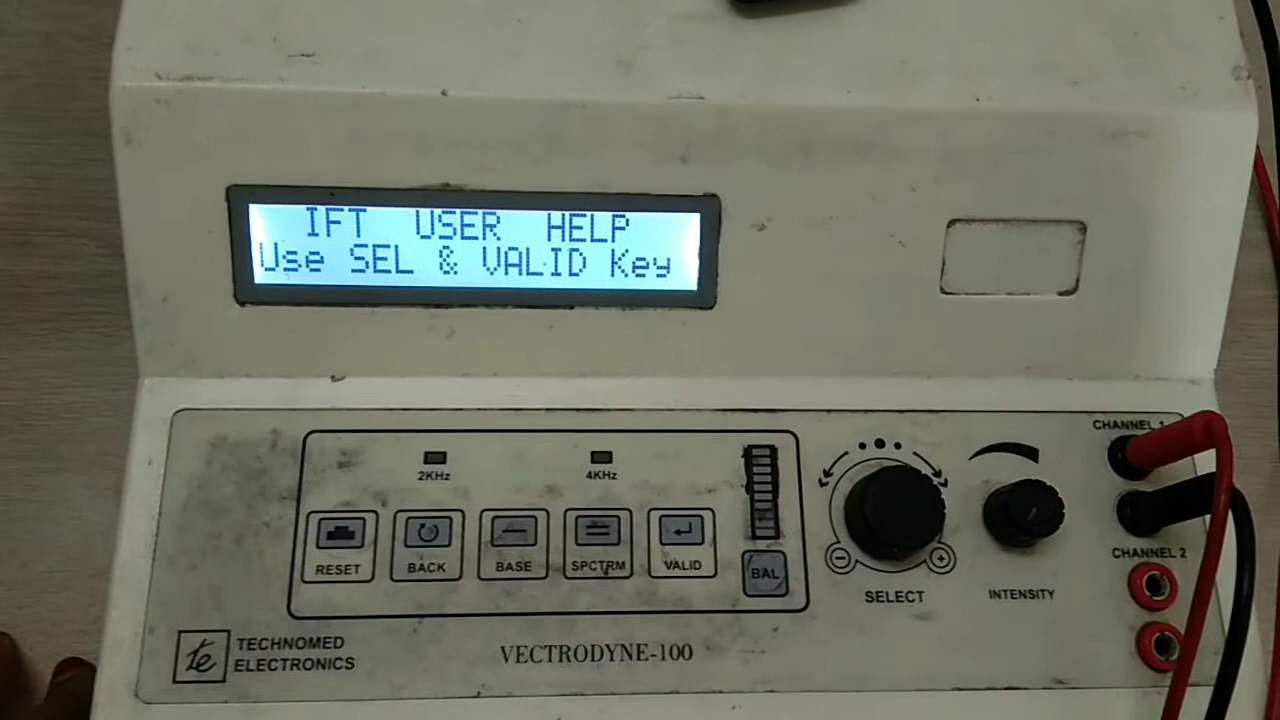 IFT USER HELP
Use SEL & VALID Key
CHANNEL 1
2KHz
4KHz
RESET
BACK
BASE
SPCTRM
VALID
BAL
SELECT
INTENSITY
CHANNEL 2
te
TECHNOMED
ELECTRONICS
VECTRODYNE-100